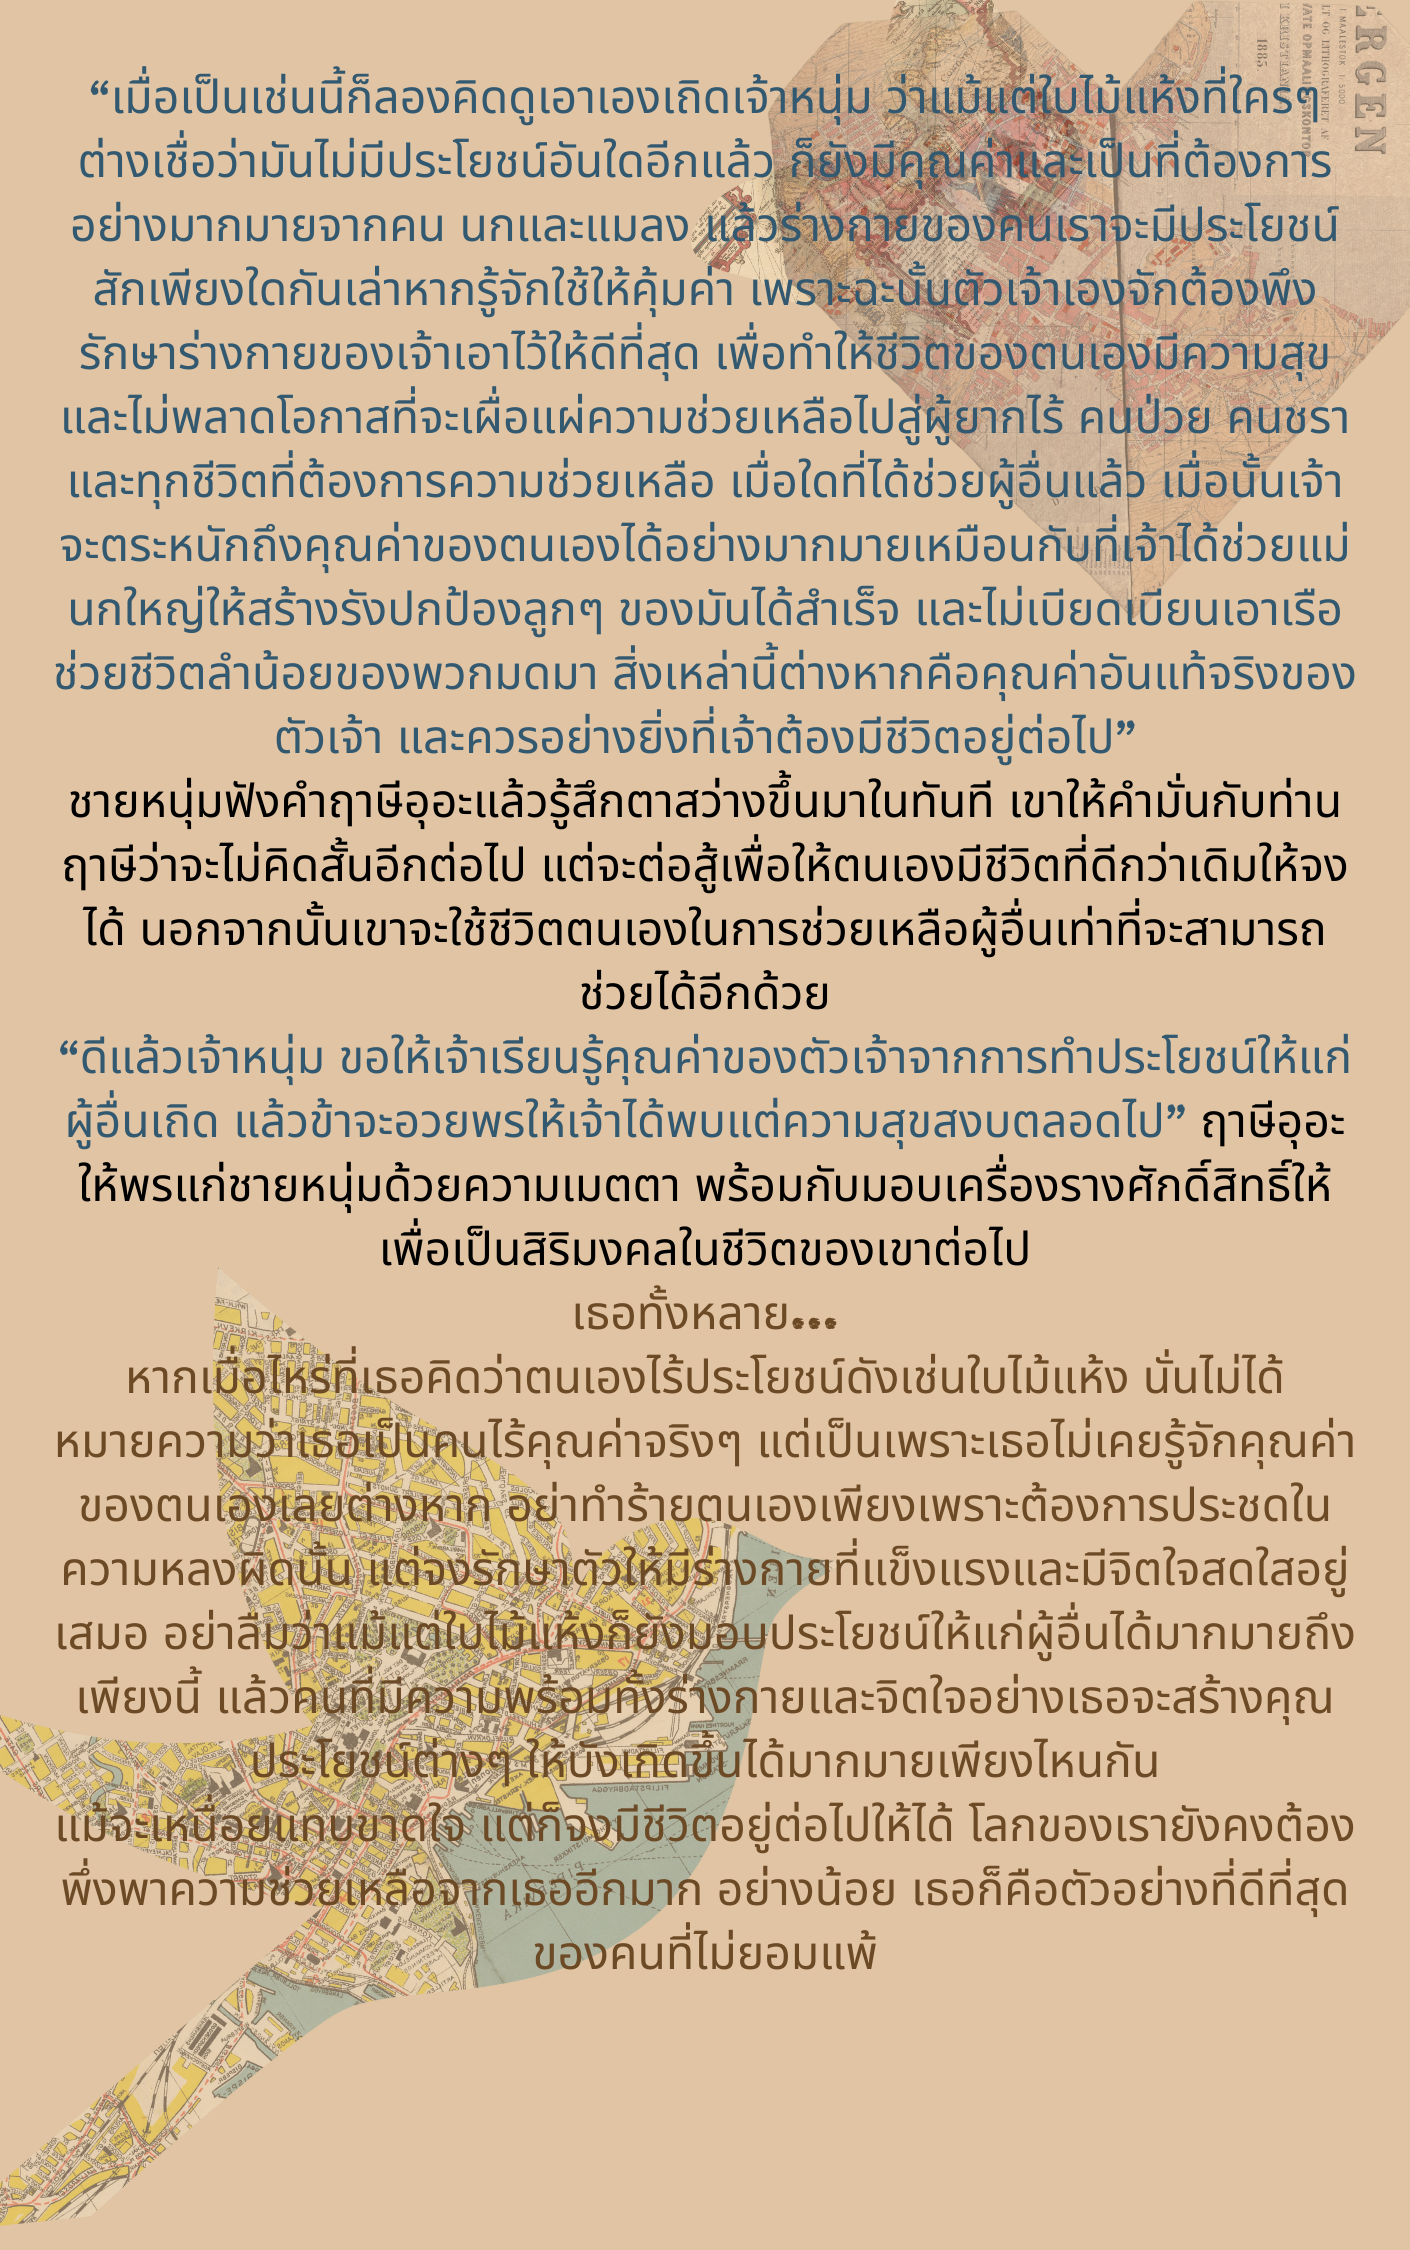 “เมื่อเป็นเช่นนี้ก็ลองคิดดูเอาเองเถิดเจ้าหนุ่ม ว่าแม้แต่ใบไม้แห้งที่ใครๆ
ต่างเชื่อว่ามันไม่มีประโยชน์อันใดอีกแล้ว ก็ยังมีคุณค่าและเป็นที่ต้องการ
อย่างมากมายจากคน นกและแมลง แล้วร่างกายของคนเราจะมีประโยชน์
สักเพียงใดกันเล่าหากรู้จักใช้ให้คุ้มค่า เพราะฉะนั้นตัวเจ้าเองจักต้องพึง
รักษาร่างกายของเจ้าเอาไว้ให้ดีที่สุด เพื่อทำให้ชีวิตของตนเองมีความสุข
และไม่พลาดโอกาสที่จะเผื่อแผ่ความช่วยเหลือไปสู่ผู้ยากไร้ คนป่วย คนชรา
และทุกชีวิตที่ต้องการความช่วยเหลือ เมื่อใดที่ได้ช่วยผู้อื่นแล้ว เมื่อนั้นเจ้า
จะตระหนักถึงคุณค่าของตนเองได้อย่างมากมายเหมือนกับที่เจ้าได้ช่วยแม่
นกใหญ่ให้สร้างรังปกป้องลูกๆ ของมันได้สำเร็จ และไม่เบียดเบียนเอาเรือ
ช่วยชีวิตลำน้อยของพวกมดมา สิ่งเหล่านี้ต่างหากคือคุณค่าอันแท้จริงของ
ตัวเจ้า และควรอย่างยิ่งที่เจ้าต้องมีชีวิตอยู่ต่อไป”
ชายหนุ่มฟังคำฤาษีอุอะแล้วรู้สึกตาสว่างขึ้นมาในทันที เขาให้คำมั่นกับท่าน
ฤาษีว่าจะไม่คิดสั้นอีกต่อไป แต่จะต่อสู้เพื่อให้ตนเองมีชีวิตที่ดีกว่าเดิมให้จง
ได้ นอกจากนั้นเขาจะใช้ชีวิตตนเองในการช่วยเหลือผู้อื่นเท่าที่จะสามารถ
ช่วยได้อีกด้วย
“ดีแล้วเจ้าหนุ่ม ขอให้เจ้าเรียนรู้คุณค่าของตัวเจ้าจากการทำประโยชน์ให้แก่
ผู้อื่นเถิด แล้วข้าจะอวยพรให้เจ้าได้พบแต่ความสุขสงบตลอดไป” ฤาษีอุอะ
ให้พรแก่ชายหนุ่มด้วยความเมตตา พร้อมกับมอบเครื่องรางศักดิ์สิทธิ์ให้
เพื่อเป็นสิริมงคลในชีวิตของเขาต่อไป
เธอทั้งหลาย...
หากเมื่อไหร่ที่เธอคิดว่าตนเองไร้ประโยชน์ดังเช่นใบไม้แห้ง นั่นไม่ได้
หมายความว่าเธอเป็นคนไร้คุณค่าจริงๆ แต่เป็นเพราะเธอไม่เคยรู้จักคุณค่า
ของตนเองเลยต่างหาก อย่าทำร้ายตนเองเพียงเพราะต้องการประชดใน
ความหลงผิดนั้น แต่จงรักษาตัวให้มีร่างกายที่แข็งแรงและมีจิตใจสดใสอยู่
เสมอ อย่าลืมว่าแม้แต่ใบไม้แห้งก็ยังมอบประโยชน์ให้แก่ผู้อื่นได้มากมายถึง
เพียงนี้ แล้วคนที่มีความพร้อมทั้งร่างกายและจิตใจอย่างเธอจะสร้างคุณ
ประโยชน์ต่างๆ ให้บังเกิดขึ้นได้มากมายเพียงไหนกัน
แม้จะเหนื่อยแทบขาดใจ แต่ก็จงมีชีวิตอยู่ต่อไปให้ได้ โลกของเรายังคงต้อง
พึ่งพาความช่วยเหลือจากเธออีกมาก อย่างน้อย เธอก็คือตัวอย่างที่ดีที่สุด
ของคนที่ไม่ยอมแพ้